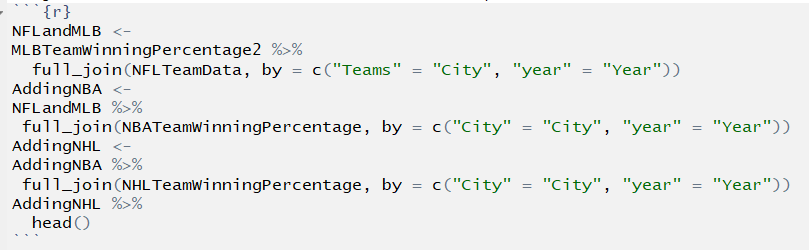 ```{r}
NFLandMLB <-
MLBTeamWinningPercentage2 %>%
  full_join(NFLTeamData, by = c("Teams" = "City", "year" = "Year"))
AddingNBA <-
NFLandMLB %>%
 full_join(NBATeamWinningPercentage, by = c("City" = "City", "year" = "Year"))
AddingNHL <-
AddingNBA %>%
 full_join(NHLTeamWinningPercentage, by = c("City" = "City", "year" = "Year"))
AddingNHL %>%
  head()
```